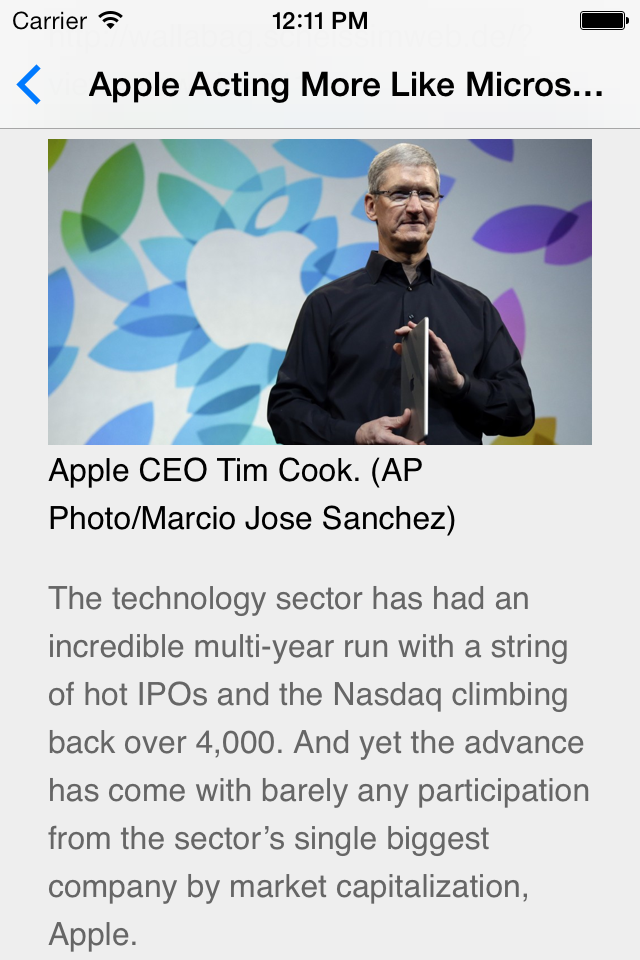 Carrier 12:11 PM
Apple Acting More Like Micros...
Apple CEO Tim Cook. (AP
Photo/Marcio Jose Sanchez)
The technology sector has had an
incredible multi-year run with a string
of hot IPOs and the Nasdaq climbing
back over 4,000. And yet the advance
has come with barely any participation
from the sector’s single biggest
company by market capitalization,
Apple.